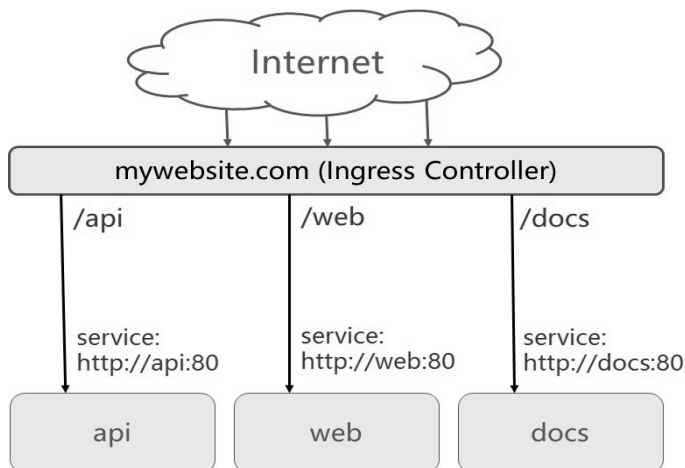 Internet
mywebsite.com (Ingress Controller)
/api
/web
/docs
service:
http://api:80
service:
http://web:80
service:
http://docs:80
api
web
docs